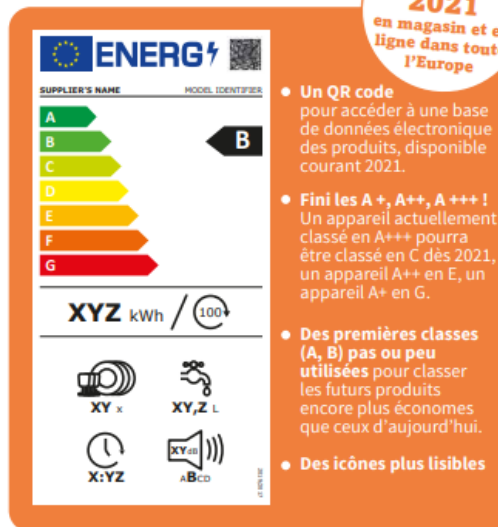 2021
en magasin et e
ligne dans tout
l'Europe
ENERG
SUPPLIER'S NAME MODEL IDENTIFIER
A
B
B
C
D
E
F
G
XYZ kWh / 100
XY x
XY,Z L
X:YZ
XY dB
ABCD
Un QR code
pour accéder à une base
de données électronique
des produits, disponible
courant 2021.
Fini les A +, A++, A +++ !
Un appareil actuellement
classé en A+++ pourra
être classé en C dès 2021,
un appareil A++ en E, un
appareil A+ en G.
Des premières classes
(A, B) pas ou peu
utilisées pour classer
les futurs produits
encore plus économes
que ceux d'aujourd'hui.
Des icônes plus lisibles